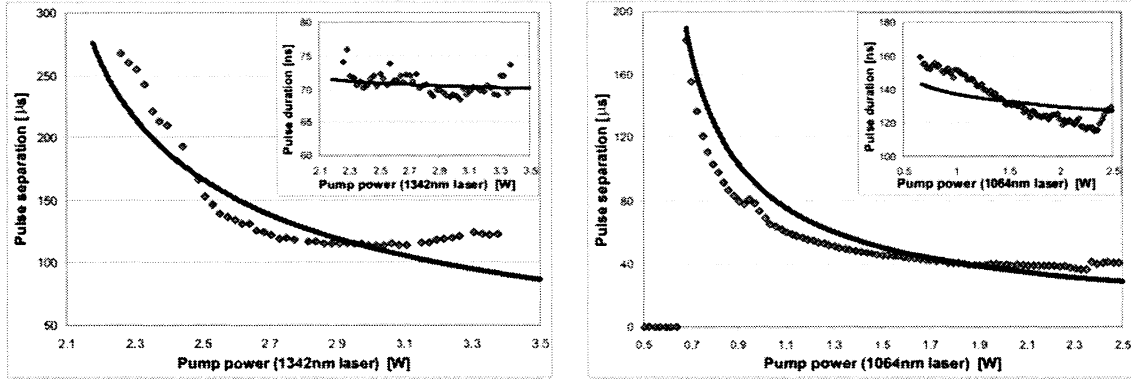 300
250
200
150
100
50
2.1 2.3 2.5 2.7 2.9 3.1 3.3 3.5
Pulse separation [µs]
Pump power (1342nm laser) [W]
80
75
70
65
60
2.1 2.3 2.5 2.7 2.9 3.1 3.3 3.5
Pulse duration [ns]
Pump power (1342nm laser) [W]
200
160
120
80
40
0
0.5 0.7 0.9 1.1 1.3 1.5 1.7 1.9 2.1 2.3 2.5
Pulse separation [µs]
Pump power (1064nm laser) [W]
180
160
140
120
100
0.5 1 1.5 2 2.5
Pulse duration [ns]
Pump power (1064nm laser) [W]